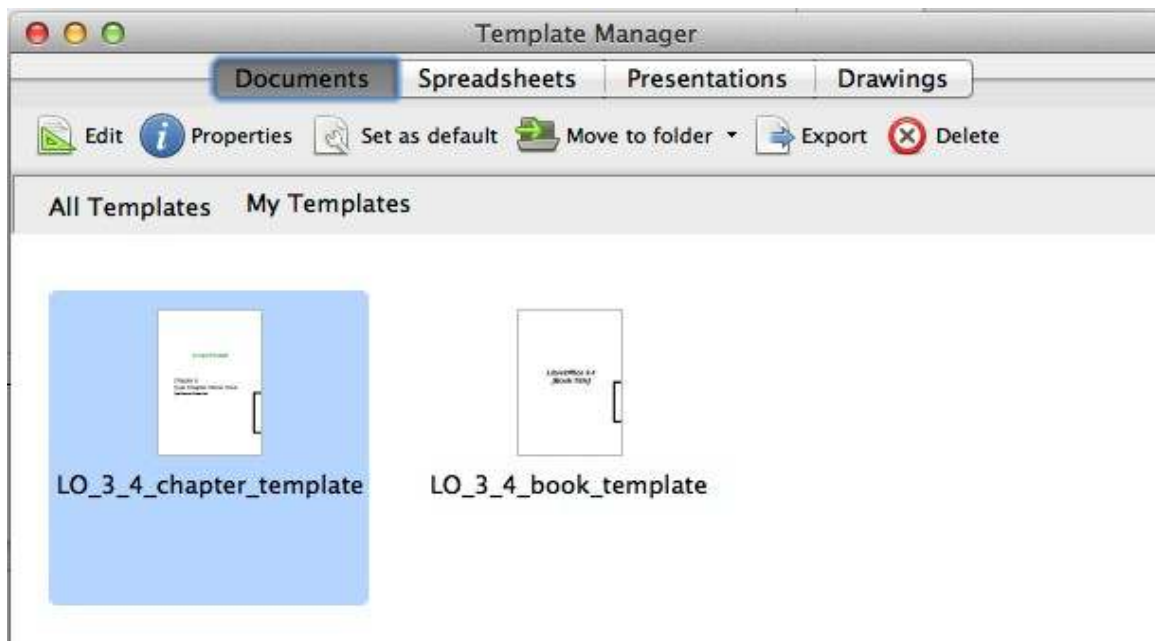 Template Manager
Documents Spreadsheets Presentations Drawings
Edit Properties Set as default Move to folder Export Delete
All Templates My Templates
LO_3_4_chapter_template LO_3_4_book_template